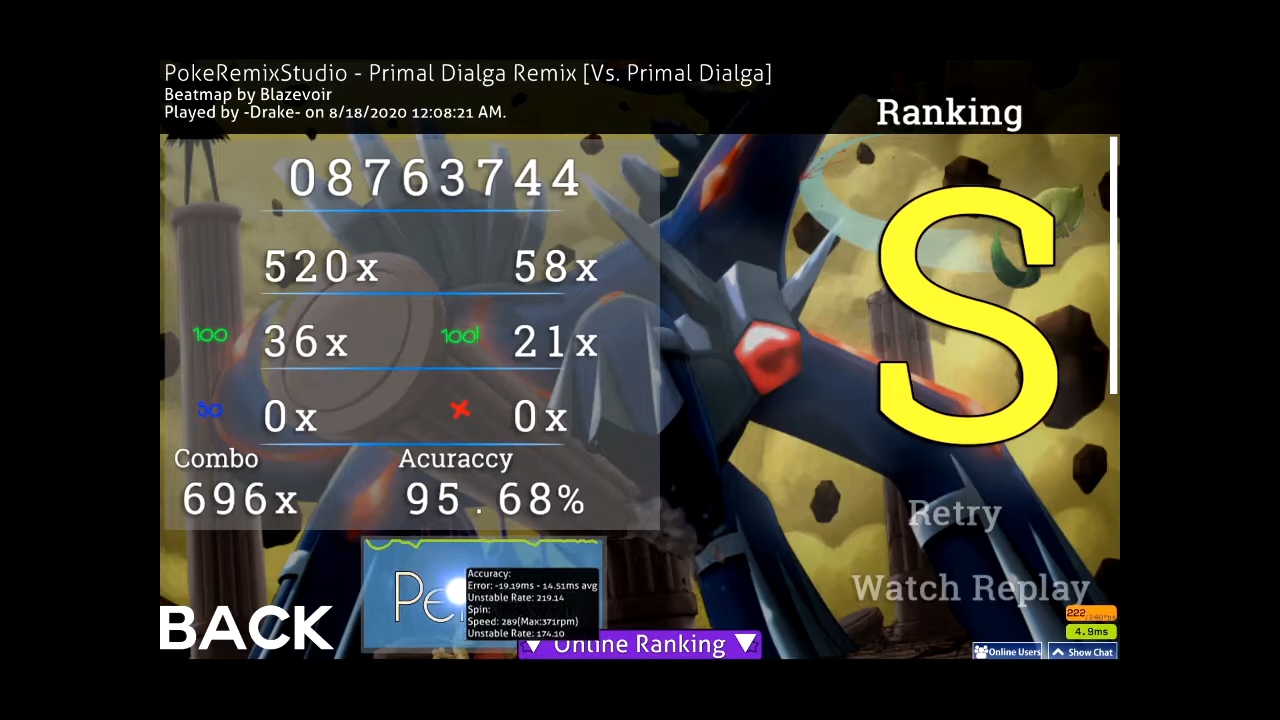 PokeRemixStudio - Primal Dialga Remix [Vs. Primal Dialga]
Beatmap by Blazevoir
Played by -Drake- on 8/18/2020 12:08:21 AM.
Ranking
08763744
S
520x 58x
100 36x 100! 21x
50 0x 0x
Combo Acuraccy
696x 95.68%
Retry
Watch Replay
Accuracy:
Error: -19.19ms - 14.51ms avg
Unstable Rate: 219.14
Spin:
Speed: 289(Max:371rpm)
Unstable Rate: 174.10
BACK
Online Ranking
222 /240fps
4.9ms
Online Users Show Chat